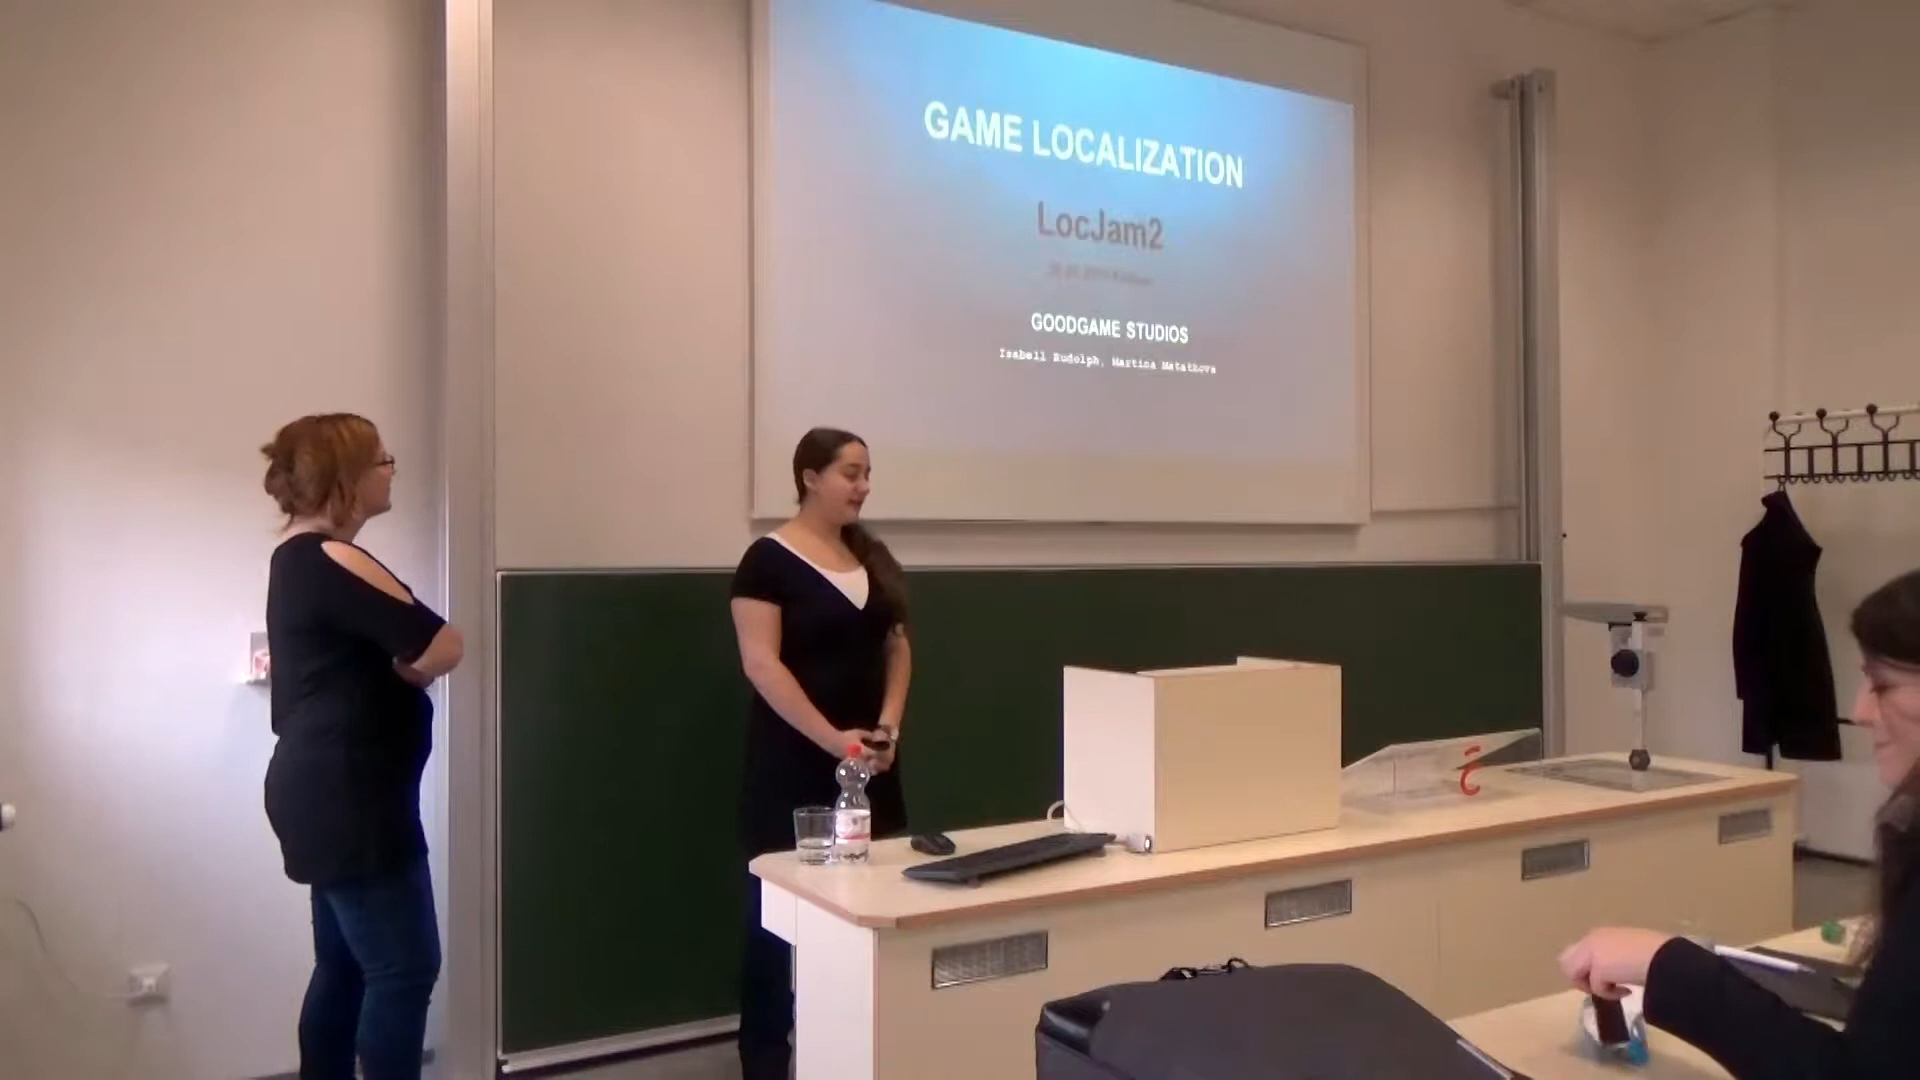 GAME LOCALIZATION
LocJam2
GOODGAME STUDIOS
Isabell Rudolph, Martina Matatkova